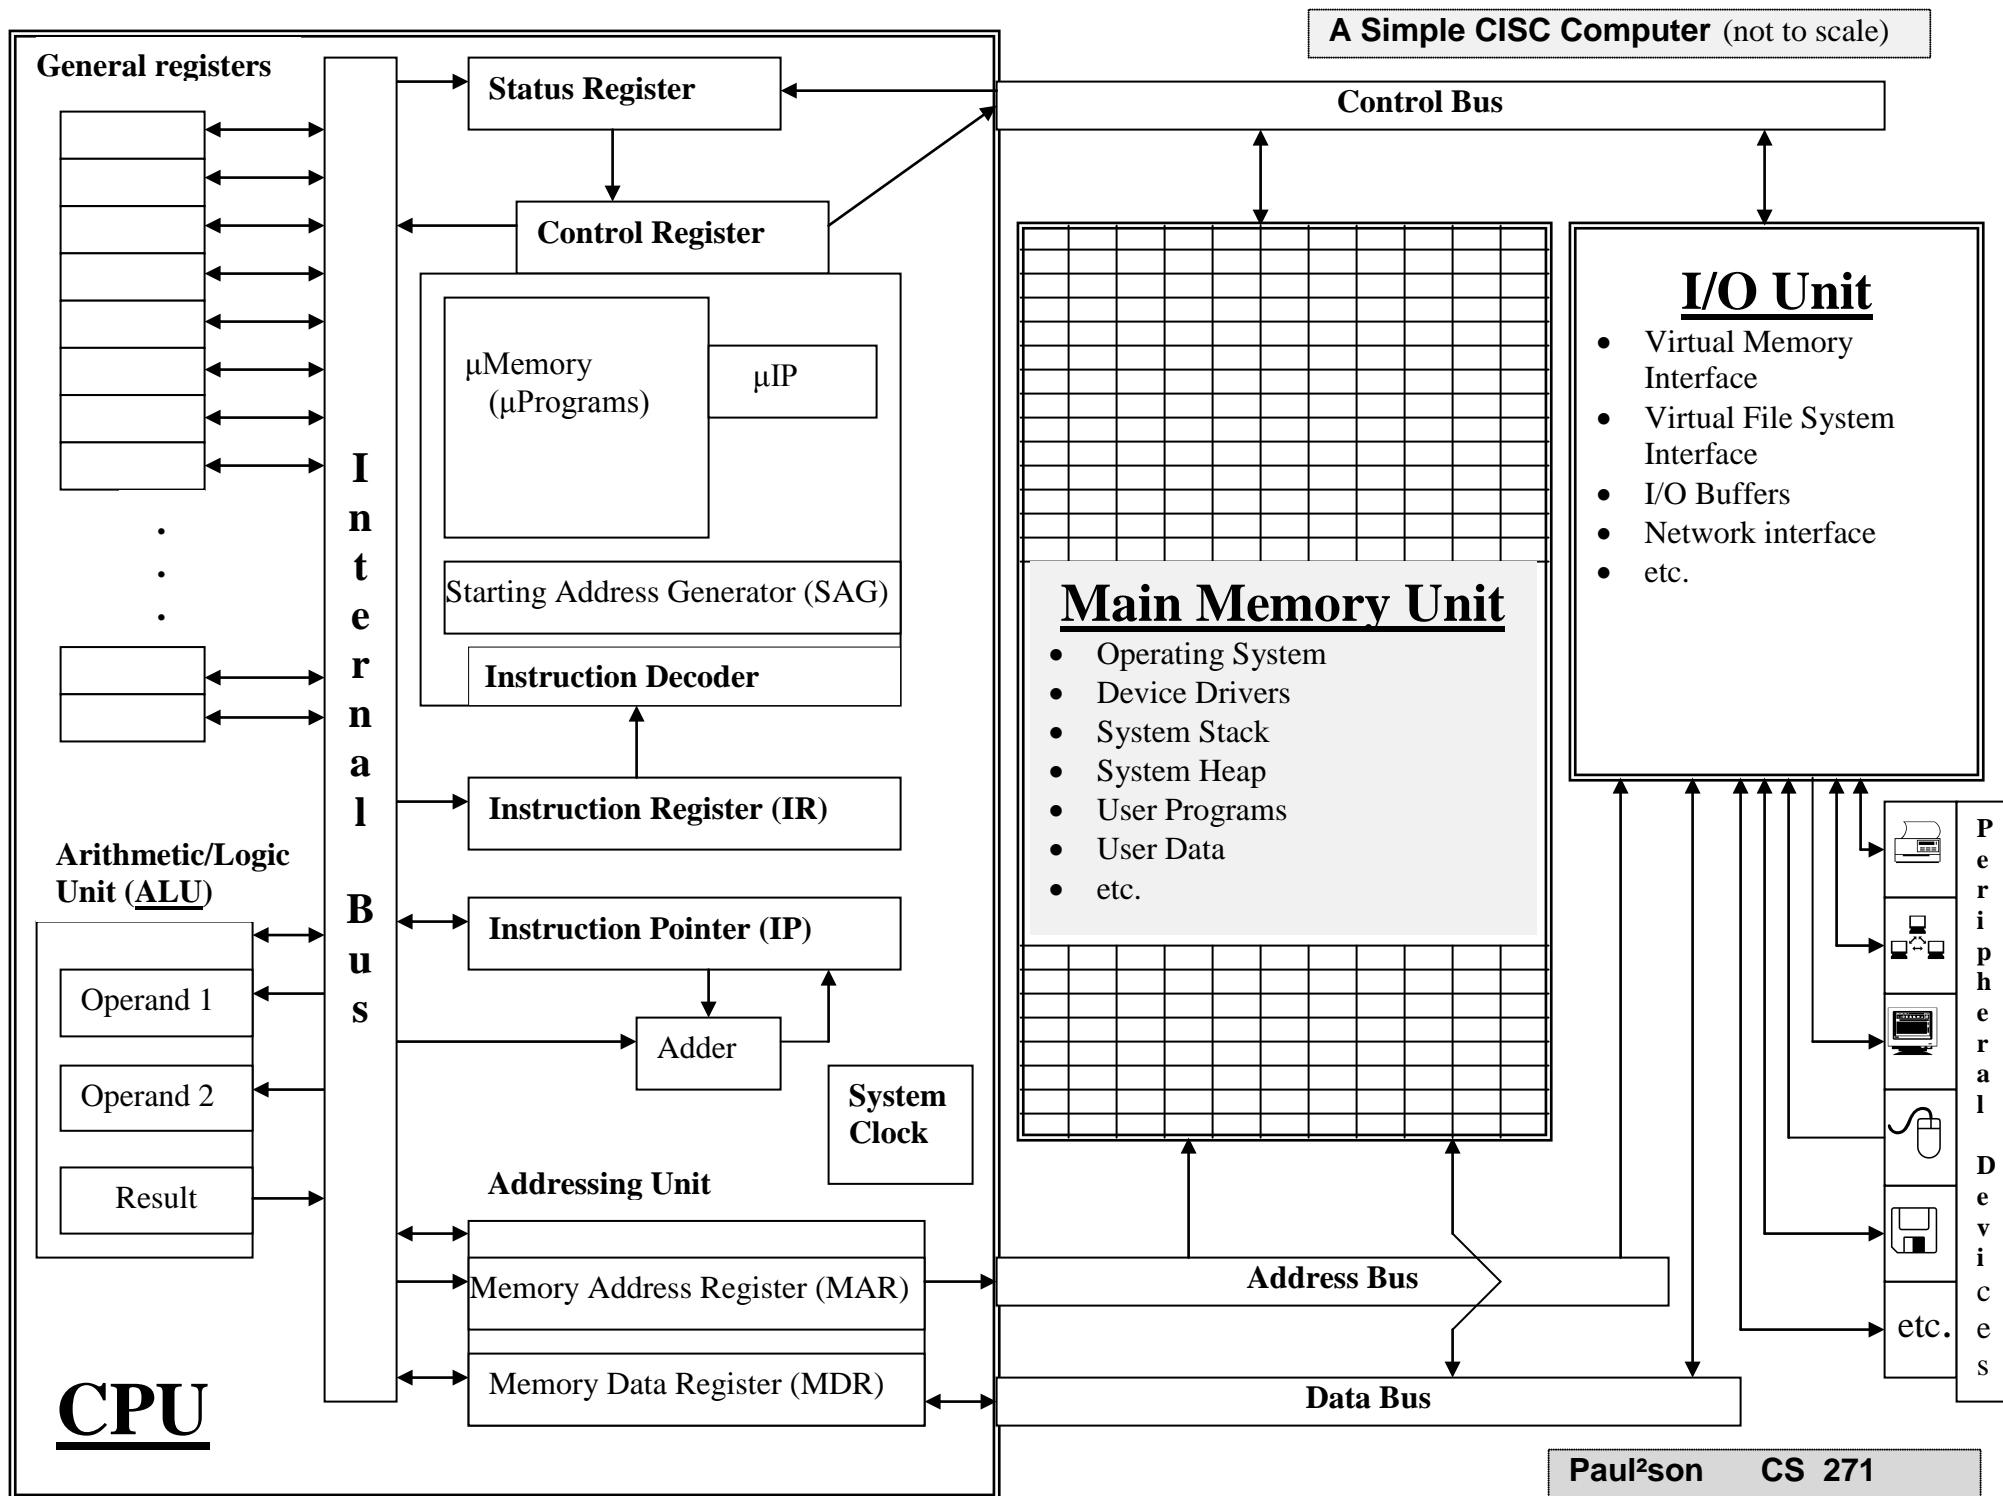 A Simple CISC Computer (not to scale)
General registers
Status Register
Control Bus
Control Register
I/O Unit
• Virtual Memory
Interface
• Virtual File System
Interface
• I/O Buffers
• Network interface
• etc.
μMemory
(μPrograms)
μIP
Internal Bus
.
.
.
Starting Address Generator (SAG)
Instruction Decoder
Main Memory Unit
• Operating System
• Device Drivers
• System Stack
• System Heap
• User Programs
• User Data
• etc.
Instruction Register (IR)
Arithmetic/Logic
Unit (ALU)
Instruction Pointer (IP)
Operand 1
Adder
Operand 2
System
Clock
Result
Addressing Unit
Memory Address Register (MAR)
Address Bus
Memory Data Register (MDR)
Data Bus
Peripheral Devices
etc.
CPU
Paul²son CS 271